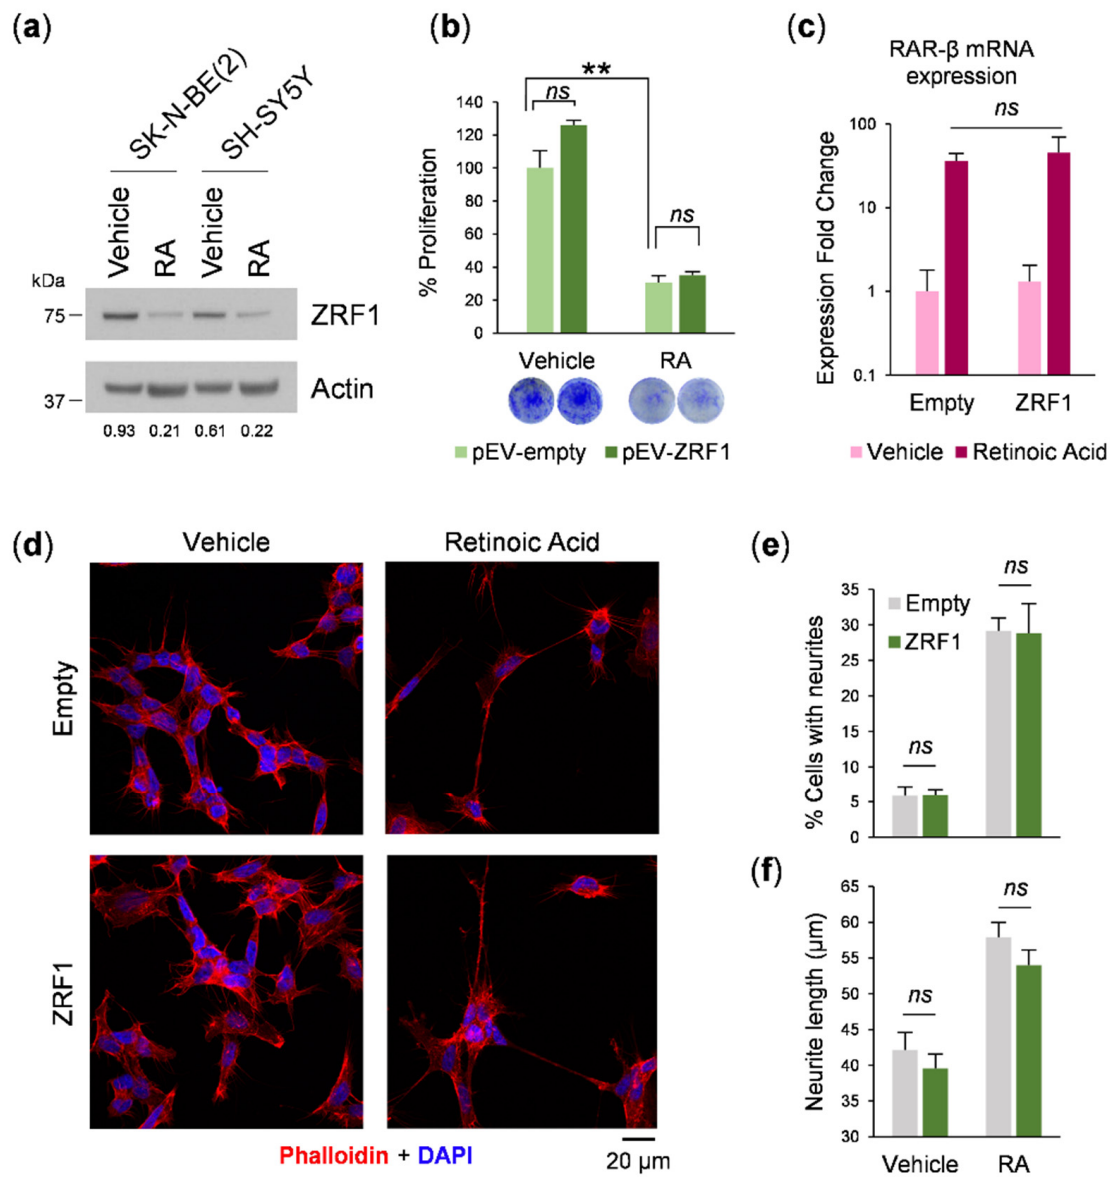 (a)
SK-N-BE(2)
SH-SY5Y
Vehicle
RA
Vehicle
RA
kDa
75
ZRF1
37
Actin
0.93 0.21 0.61 0.22
(b)
**
ns
ns
% Proliferation
140
120
100
80
60
40
20
0
Vehicle RA
pEV-empty pEV-ZRF1
(c)
RAR-β mRNA
expression
ns
Expression Fold Change
100
10
1
0.1
Empty ZRF1
Vehicle Retinoic Acid
(d)
Vehicle Retinoic Acid
Empty
ZRF1
Phalloidin + DAPI
20 µm
(e)
ns
ns
Empty
ZRF1
% Cells with neurites
35
30
25
20
15
10
5
0
(f)
ns
ns
Neurite length (µm)
65
60
55
50
45
40
35
30
Vehicle RA